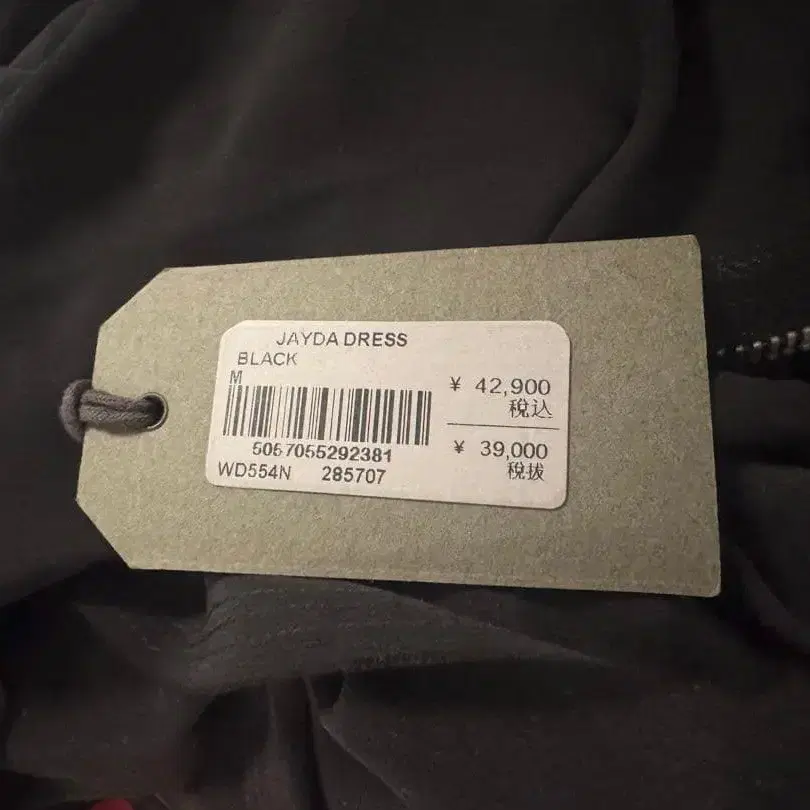 JAYDA DRESS
BLACK
M
¥ 42,900
税込
¥ 39,000
税抜
5057055292381
WD554N 285707